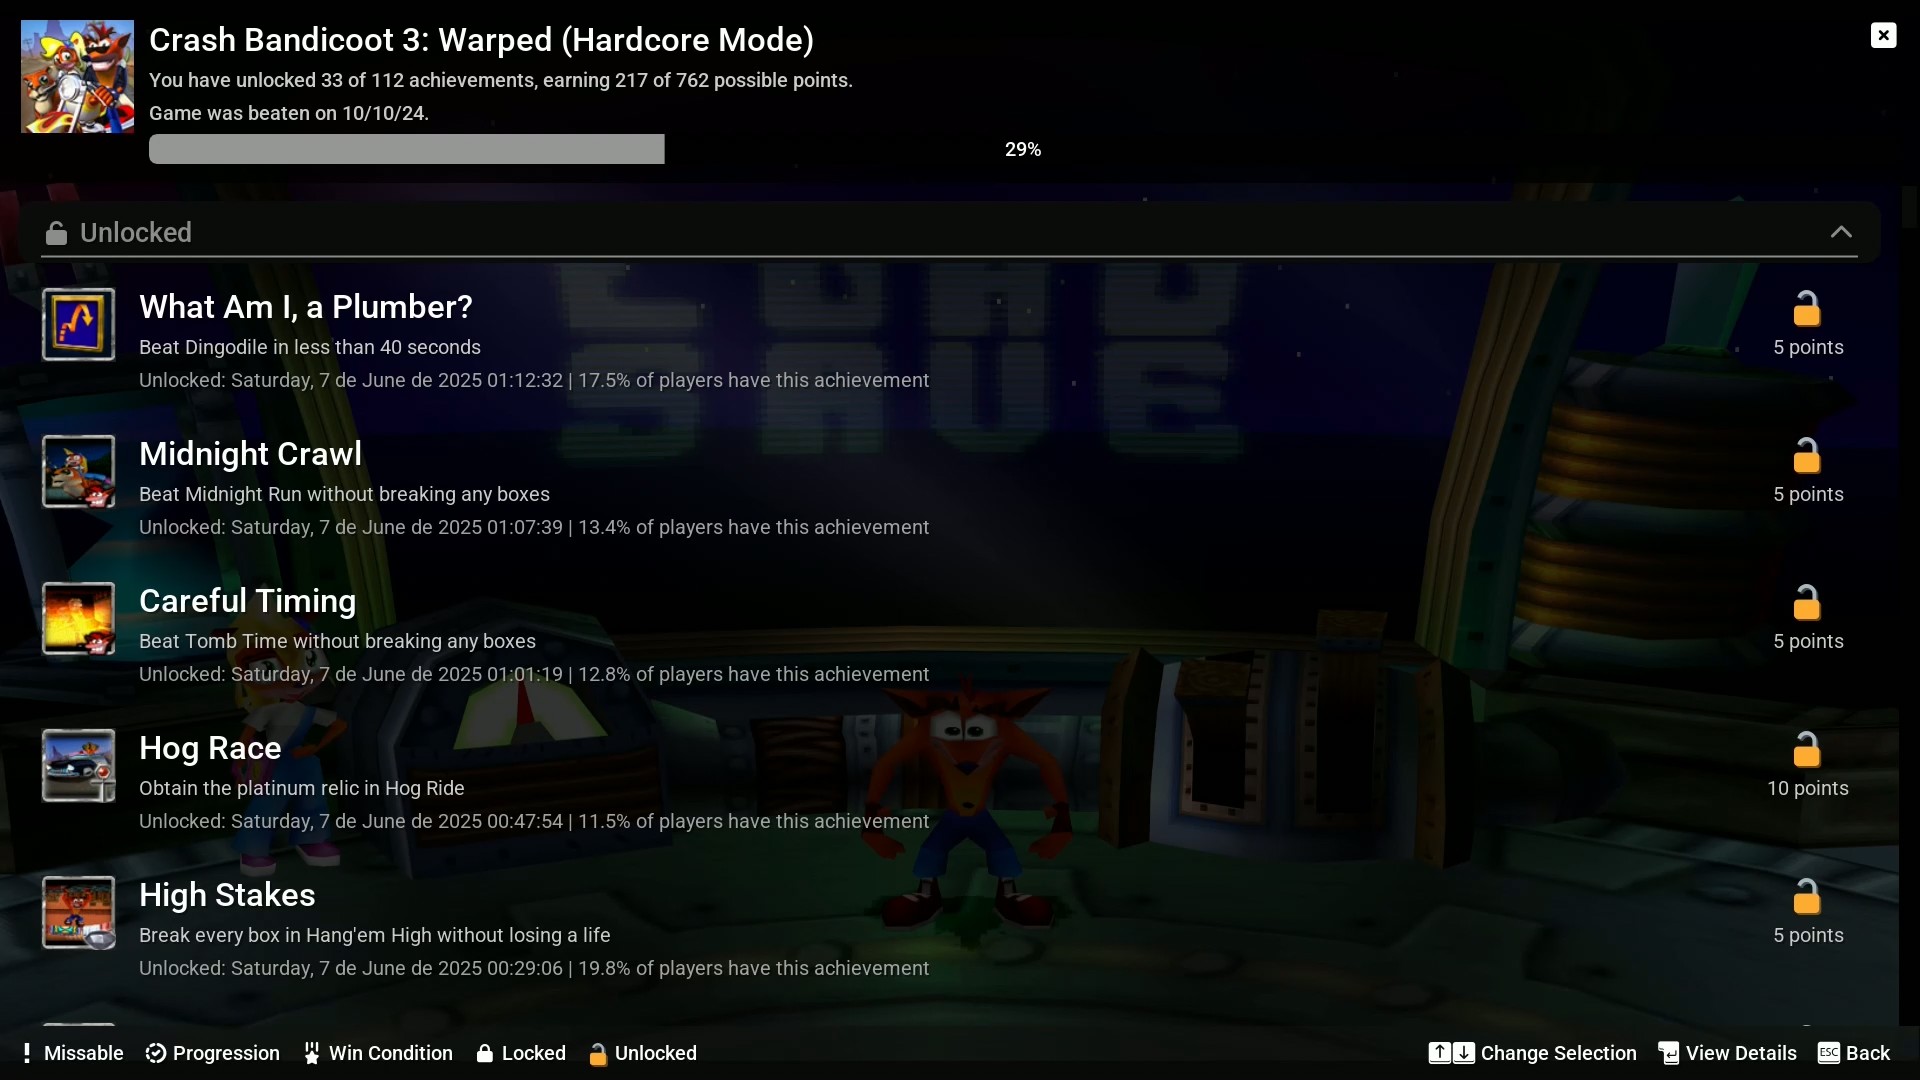 Crash Bandicoot 3: Warped (Hardcore Mode)
You have unlocked 33 of 112 achievements, earning 217 of 762 possible points.
Game was beaten on 10/10/24.
29%
Unlocked
LOAD
SAVE
What Am I, a Plumber?
Beat Dingodile in less than 40 seconds
Unlocked: Saturday, 7 de June de 2025 01:12:32 | 17.5% of players have this achievement
5 points
Midnight Crawl
Beat Midnight Run without breaking any boxes
Unlocked: Saturday, 7 de June de 2025 01:07:39 | 13.4% of players have this achievement
5 points
Careful Timing
Beat Tomb Time without breaking any boxes
Unlocked: Saturday, 7 de June de 2025 01:01:19 | 12.8% of players have this achievement
5 points
Hog Race
Obtain the platinum relic in Hog Ride
Unlocked: Saturday, 7 de June de 2025 00:47:54 | 11.5% of players have this achievement
10 points
High Stakes
Break every box in Hang'em High without losing a life
Unlocked: Saturday, 7 de June de 2025 00:29:06 | 19.8% of players have this achievement
5 points
Missable Progression Win Condition Locked Unlocked Change Selection View Details ESC Back